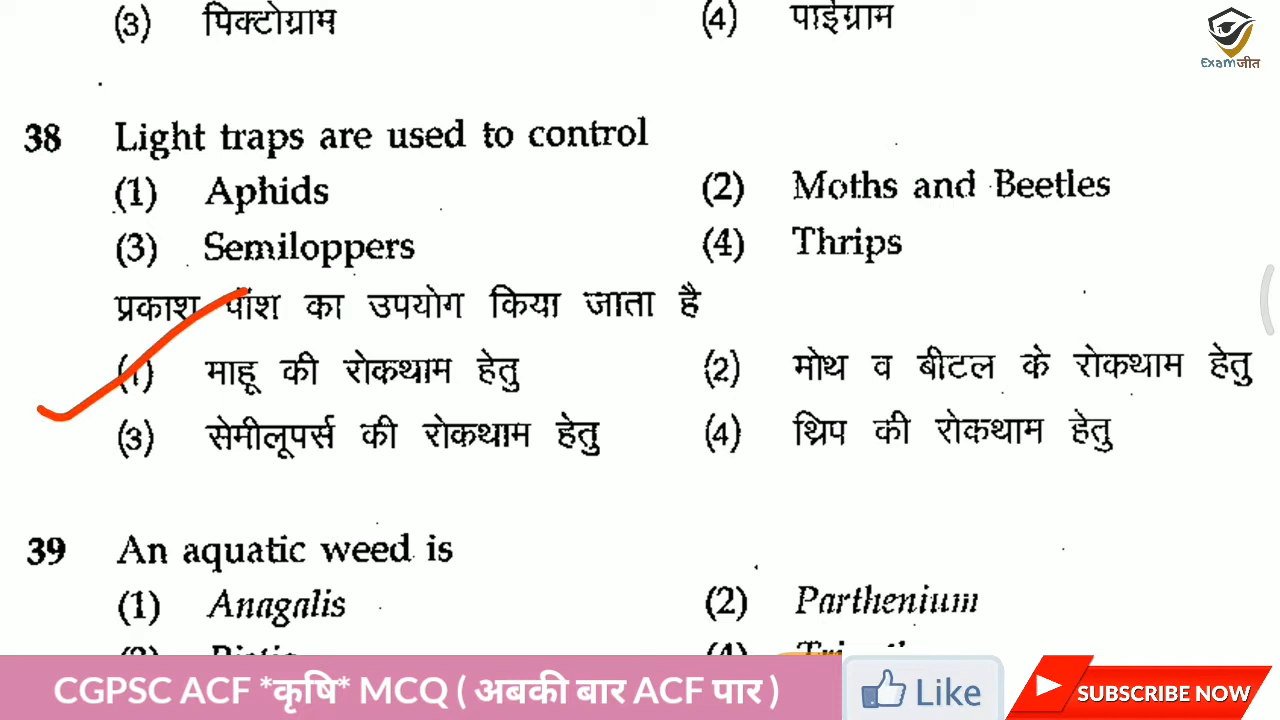 (3) पिक्टोग्राम (4) पाईग्राम
Examजीत
38 Light traps are used to control
(1) Aphids (2) Moths and Beetles
(3) Semiloppers (4) Thrips
प्रकाश पाश का उपयोग किया जाता है
(1) माहू की रोकथाम हेतु (2) मोथ व बीटल के रोकथाम हेतु
(3) सेमीलूपर्स की रोकथाम हेतु (4) थ्रिप की रोकथाम हेतु
39 An aquatic weed is
(1) Anagalis (2) Parthenium
CGPSC ACF *कृषि* MCQ ( अबकी बार ACF पार )
Like
SUBSCRIBE NOW